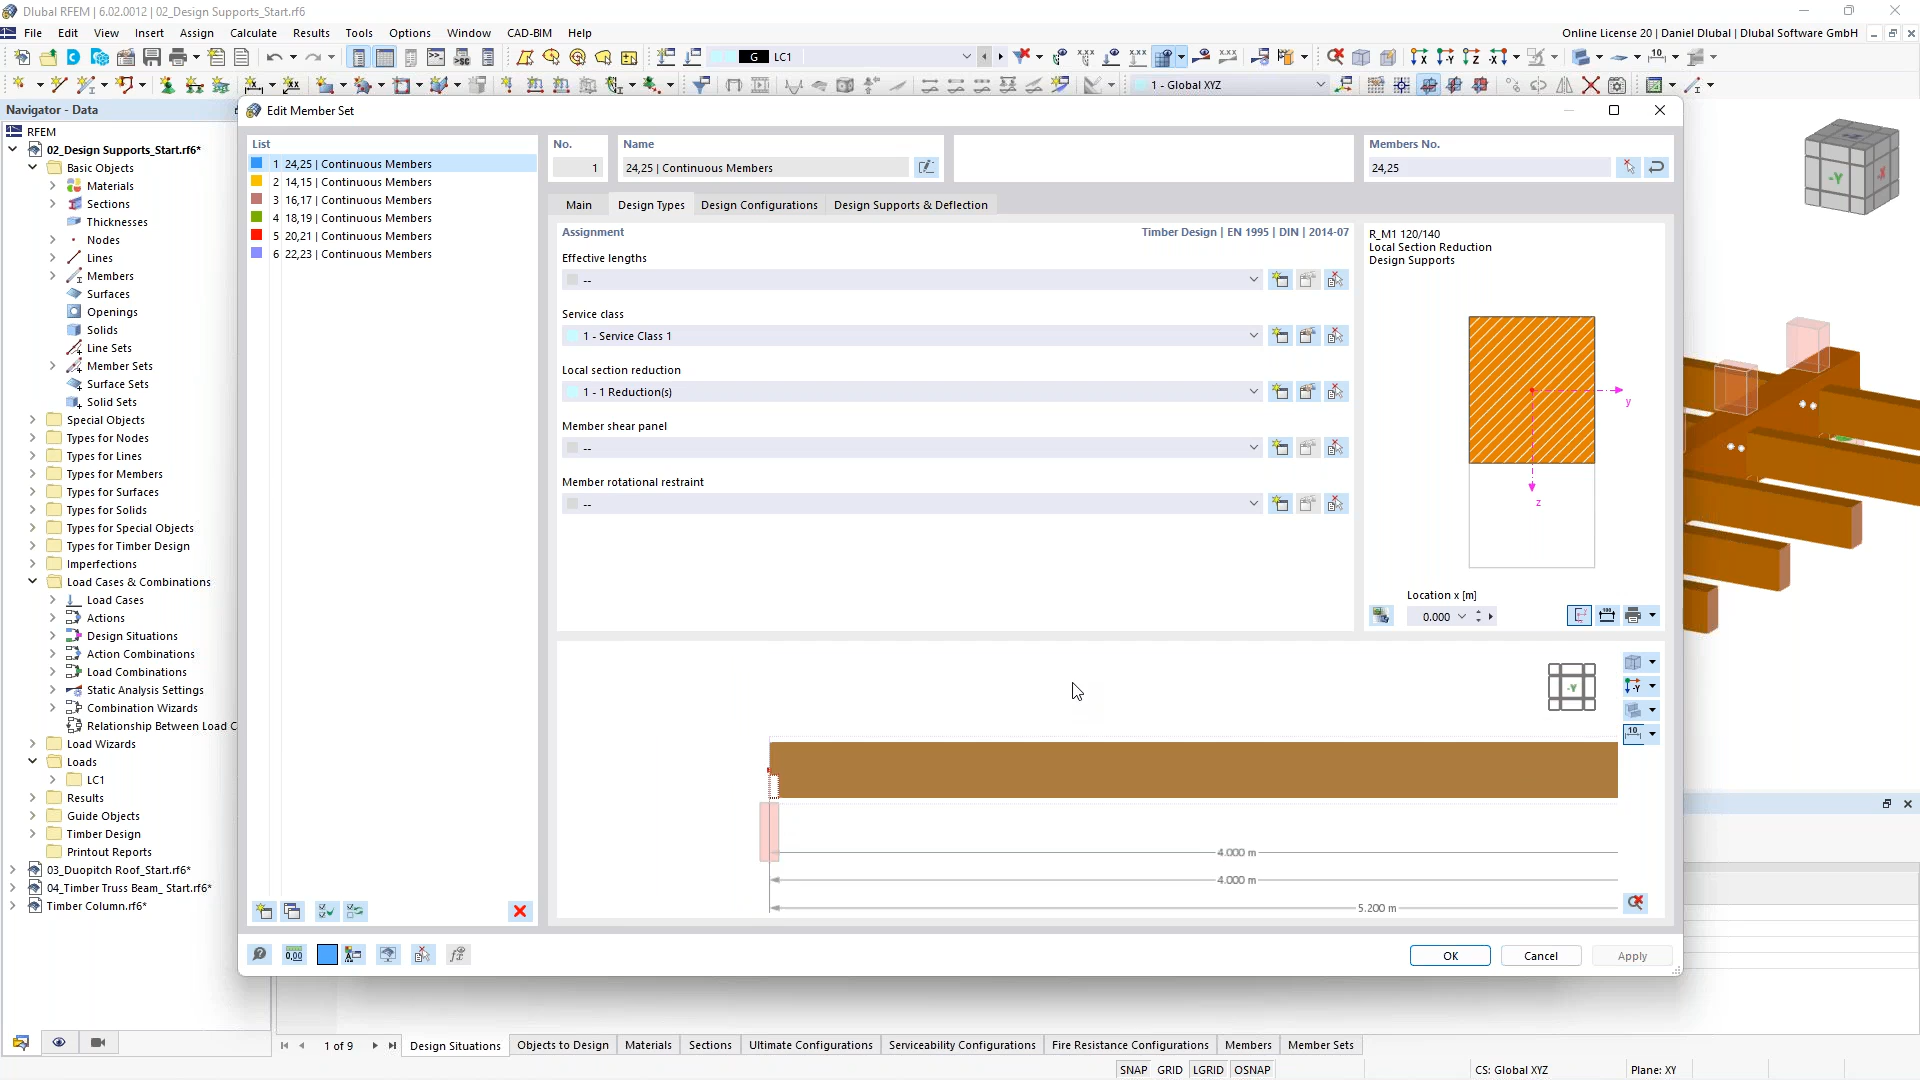 Dlubal RFEM | 6.02.0012 | 02_Design Supports_Start.rf6*
File Edit View Insert Assign Calculate Results Tools Options Window CAD-BIM Help
Online License 20 | Daniel Dlubal | Dlubal Software GmbH
G LC1
1 - Global XYZ
Navigator - Data
RFEM
02_Design Supports_Start.rf6*
Basic Objects
Materials
Sections
Thicknesses
Nodes
Lines
Members
Surfaces
Openings
Solids
Line Sets
Member Sets
Surface Sets
Solid Sets
Special Objects
Types for Nodes
Types for Lines
Types for Members
Types for Surfaces
Types for Solids
Types for Special Objects
Types for Timber Design
Imperfections
Load Cases & Combinations
Load Cases
Actions
Design Situations
Action Combinations
Load Combinations
Static Analysis Settings
Combination Wizards
Relationship Between Load C
Load Wizards
Loads
LC1
Results
Guide Objects
Timber Design
Printout Reports
03_Duopitch Roof_Start.rf6*
04_Timber Truss Beam_ Start.rf6*
Timber Column.rf6*
Edit Member Set
List
1 24,25 | Continuous Members
2 14,15 | Continuous Members
3 16,17 | Continuous Members
4 18,19 | Continuous Members
5 20,21 | Continuous Members
6 22,23 | Continuous Members
No.
1
Name
24,25 | Continuous Members
Members No.
24,25
Main Design Types Design Configurations Design Supports & Deflection
Assignment
Timber Design | EN 1995 | DIN | 2014-07
Effective lengths
--
Service class
1 - Service Class 1
Local section reduction
1 - 1 Reduction(s)
Member shear panel
--
Member rotational restraint
--
R_M1 120/140
Local Section Reduction
Design Supports
y
z
Location x [m]
0.000
-Y
4.000 m
4.000 m
5.200 m
OK Cancel Apply
1 of 9
Design Situations Objects to Design Materials Sections Ultimate Configurations Serviceability Configurations Fire Resistance Configurations Members Member Sets
SNAP GRID LGRID OSNAP
CS: Global XYZ
Plane: XY